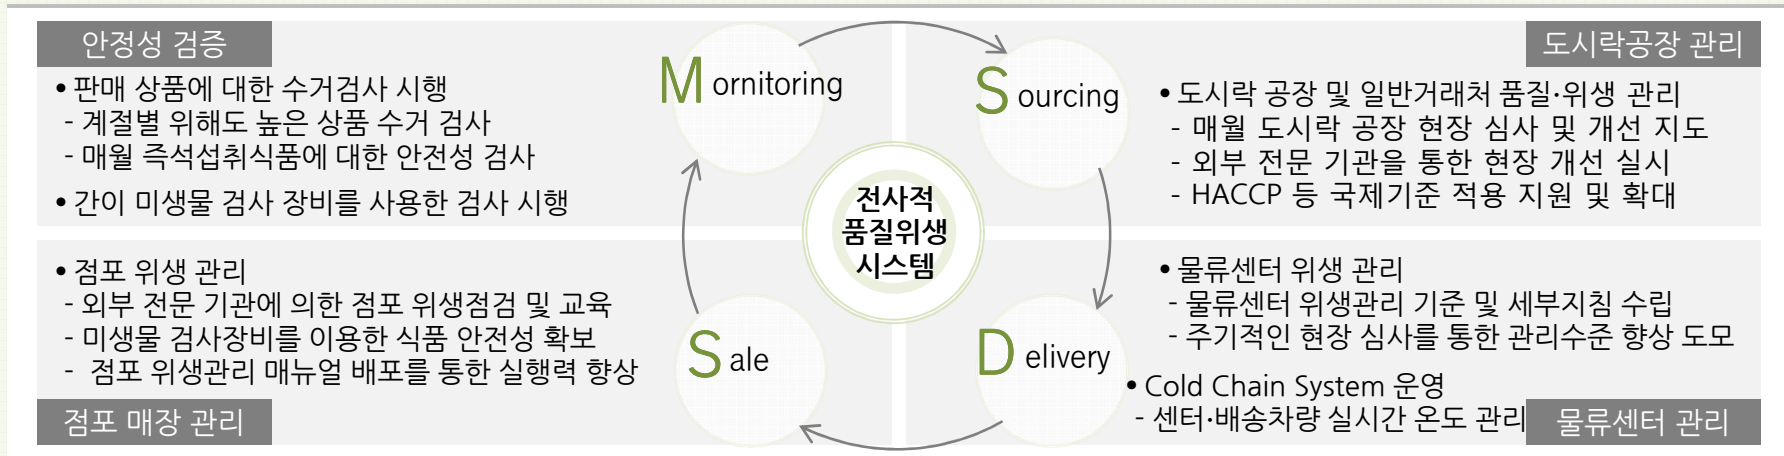 안정성 검증
• 판매 상품에 대한 수거검사 시행
- 계절별 위해도 높은 상품 수거 검사
- 매월 즉석섭취식품에 대한 안전성 검사
• 간이 미생물 검사 장비를 사용한 검사 시행
Mornitoring
Sourcing
도시락공장 관리
• 도시락 공장 및 일반거래처 품질·위생 관리
- 매월 도시락 공장 현장 심사 및 개선 지도
- 외부 전문 기관을 통한 현장 개선 실시
- HACCP 등 국제기준 적용 지원 및 확대
전사적
품질위생
시스템
• 점포 위생 관리
- 외부 전문 기관에 의한 점포 위생점검 및 교육
- 미생물 검사장비를 이용한 식품 안전성 확보
- 점포 위생관리 매뉴얼 배포를 통한 실행력 향상
점포 매장 관리
Sale
Delivery
• 물류센터 위생 관리
- 물류센터 위생관리 기준 및 세부지침 수립
- 주기적인 현장 심사를 통한 관리수준 향상 도모
• Cold Chain System 운영
- 센터·배송차량 실시간 온도 관리
물류센터 관리